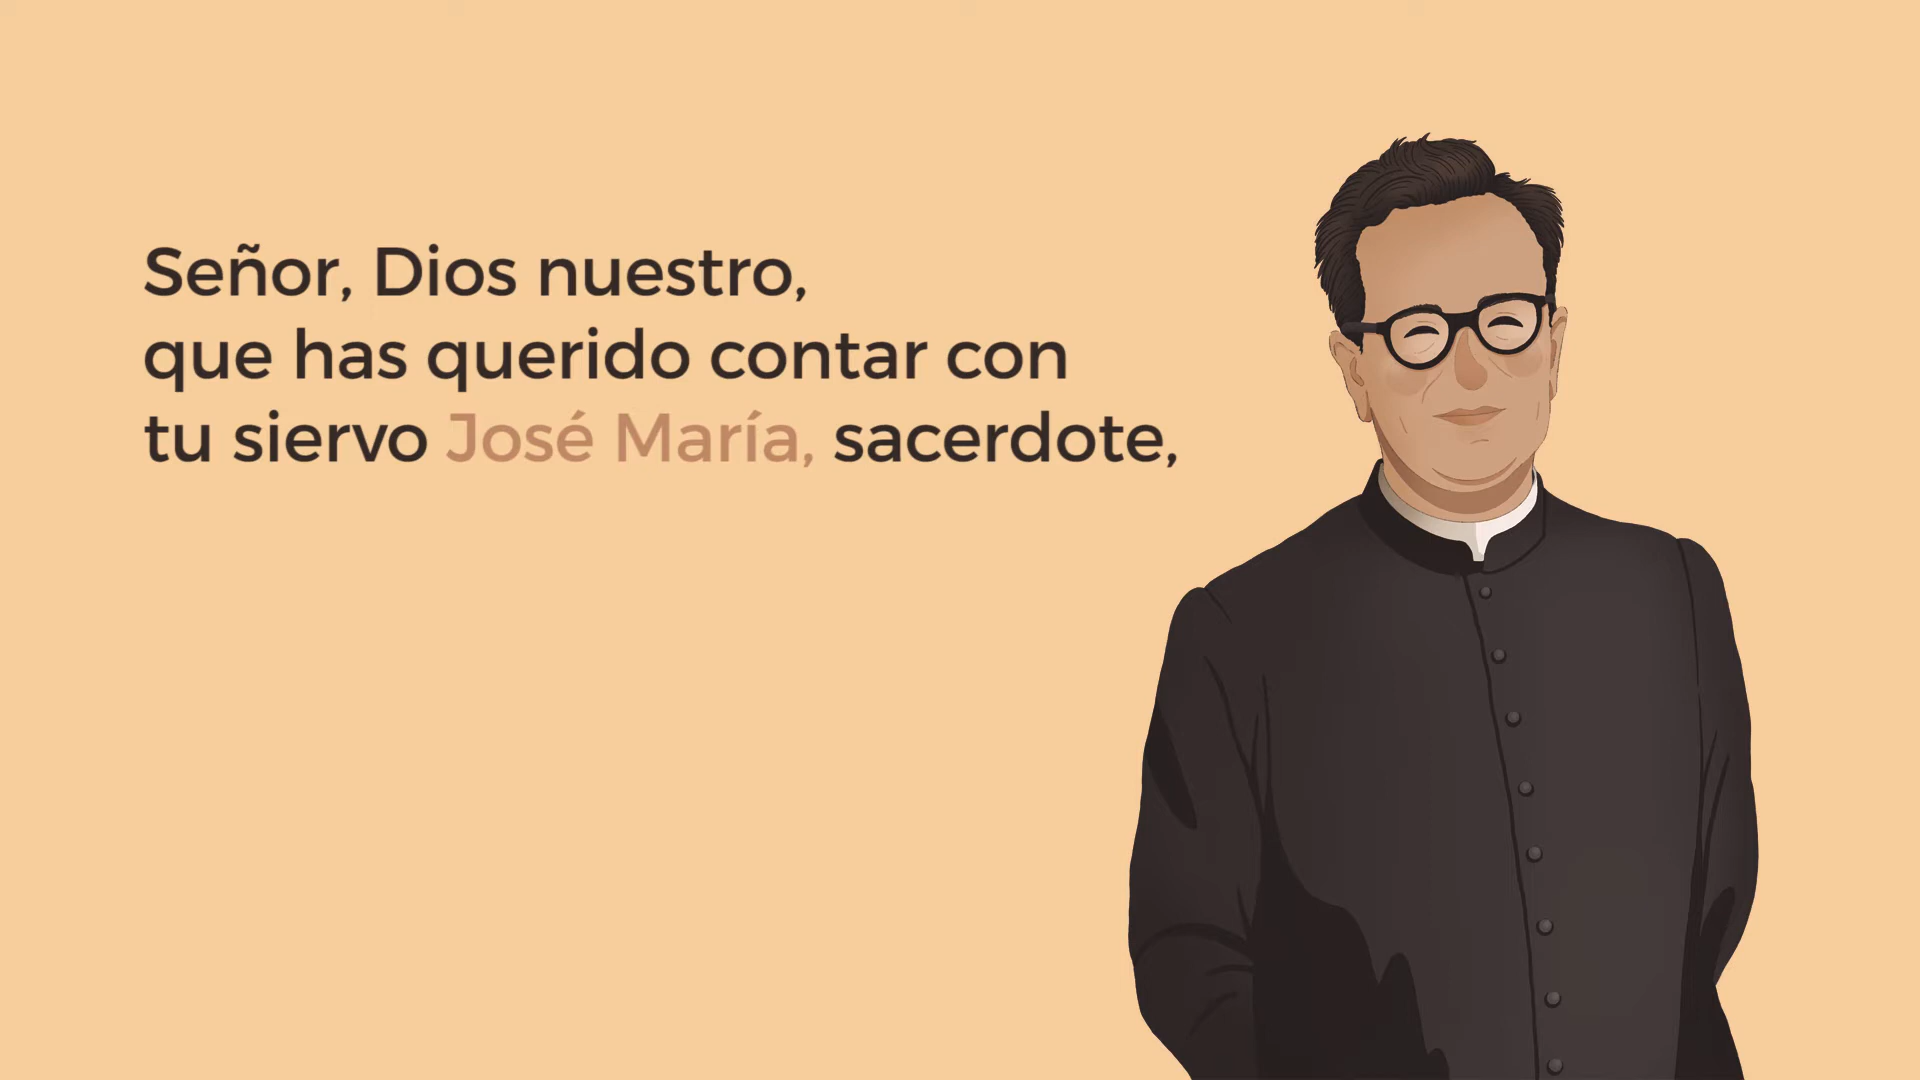 Señor, Dios nuestro,
que has querido contar con
tu siervo José María, sacerdote,